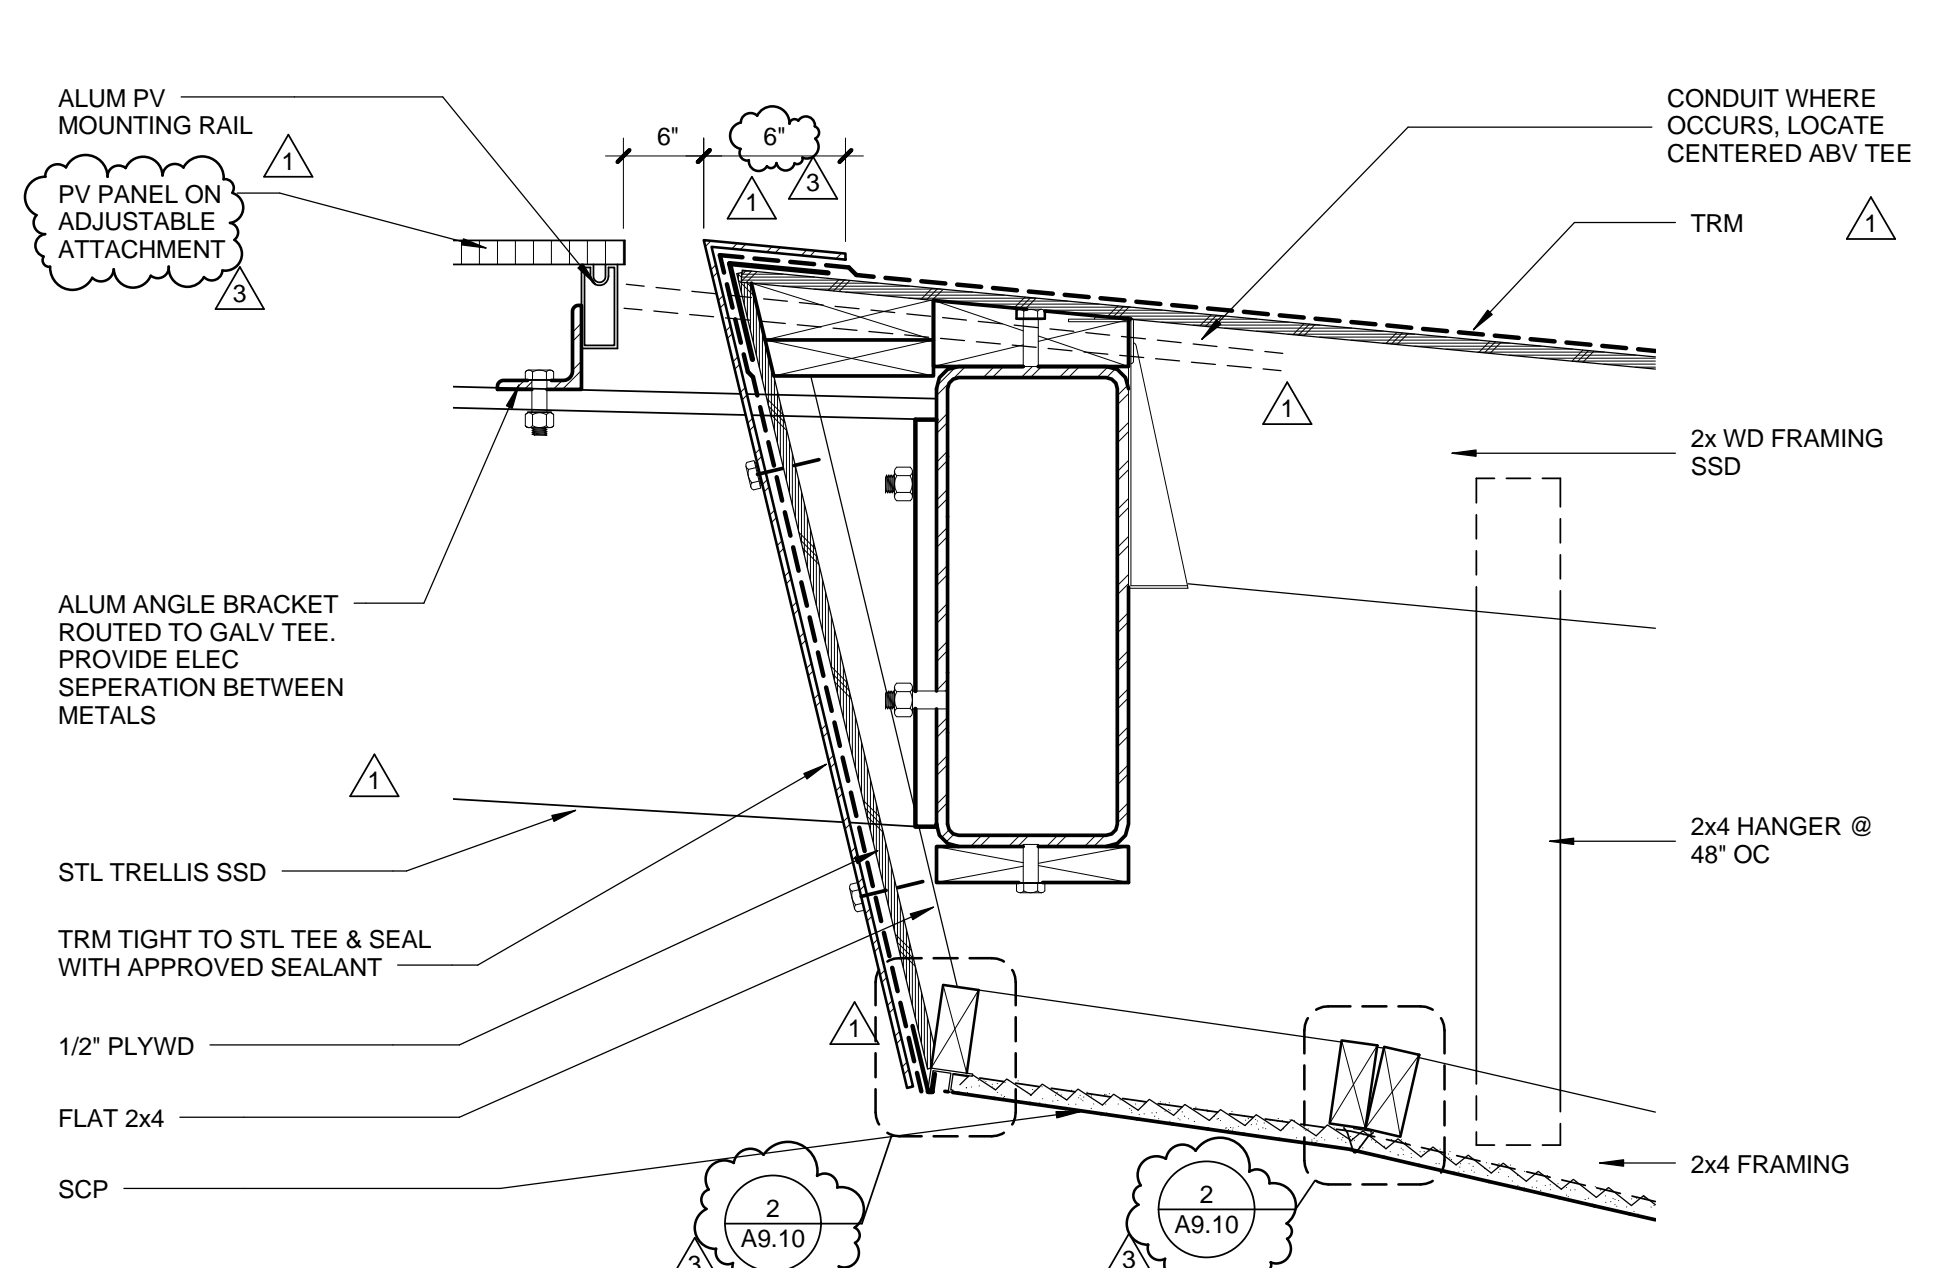 ALUM PV
MOUNTING RAIL
1
PV PANEL ON
ADJUSTABLE
ATTACHMENT
3
6"
6"
1
3
CONDUIT WHERE
OCCURS, LOCATE
CENTERED ABV TEE
TRM
1
1
2x WD FRAMING
SSD
ALUM ANGLE BRACKET
ROUTED TO GALV TEE.
PROVIDE ELEC
SEPERATION BETWEEN
METALS
1
STL TRELLIS SSD
2x4 HANGER @
48" OC
TRM TIGHT TO STL TEE & SEAL
WITH APPROVED SEALANT
1/2" PLYWD
1
FLAT 2x4
SCP
2x4 FRAMING
2
A9.10
3
2
A9.10
3